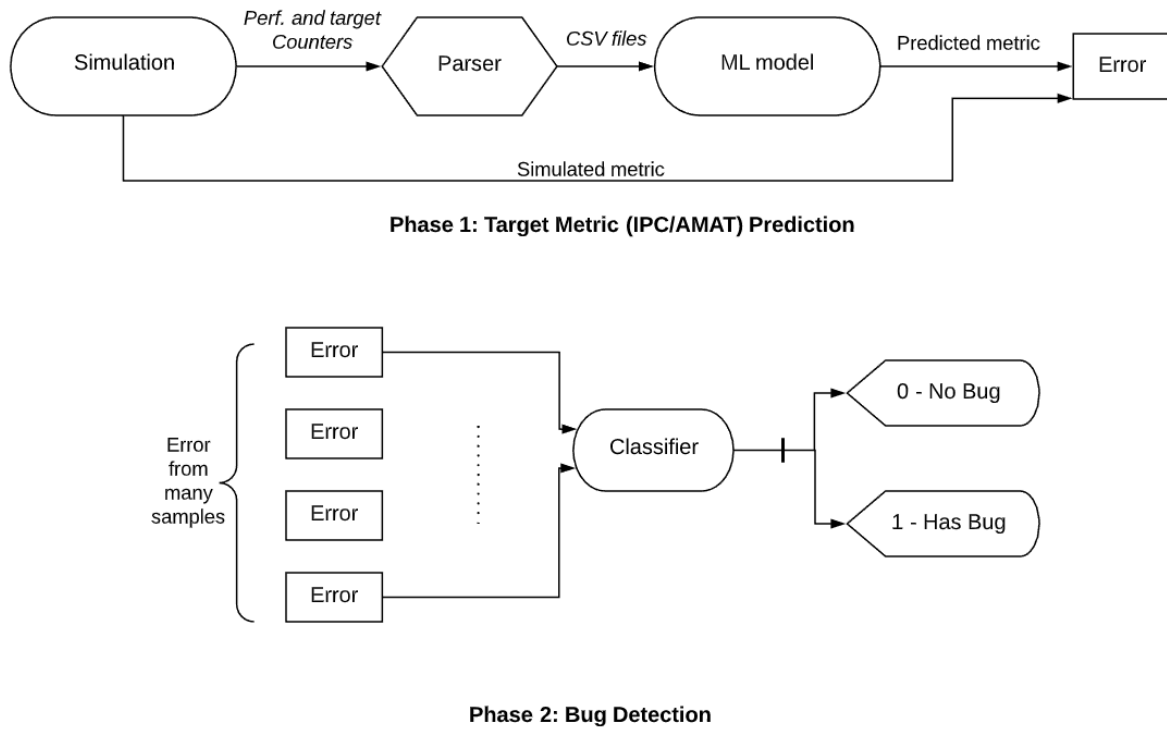 Perf. and target
Counters
CSV files
Predicted metric
Simulation
Parser
ML model
Error
Simulated metric
Phase 1: Target Metric (IPC/AMAT) Prediction
Error
Error
Error
Error
Error
from
many
samples
Classifier
0 - No Bug
1 - Has Bug
Phase 2: Bug Detection